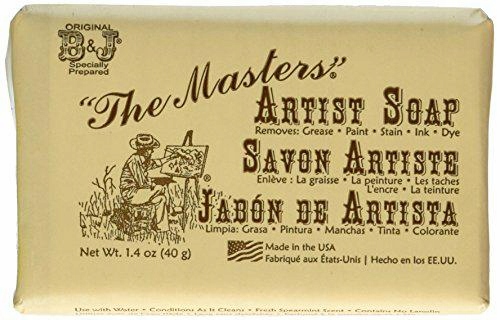 ORIGINAL
B&J®
Specially
Prepared
"The Masters"®
ARTIST SOAP
Removes: Grease • Paint • Stain • Ink • Dye
SAVON ARTISTE
Enlève : La graisse • La peinture • Les taches
L'encre • La teinture
JABÓN DE ARTISTA
Limpia: Grasa • Pintura • Manchas • Tinta • Colorante
Net Wt. 1.4 oz (40 g)
Made in the USA
Fabriqué aux États-Unis | Hecho en los EE.UU.
Use with Water • Conditions As It Cleans • Fresh Spearmint Scent • Contains No Lanolin